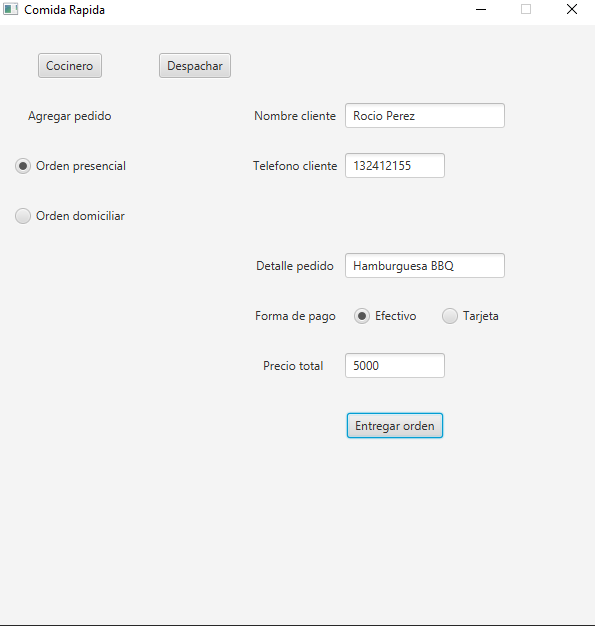 Comida Rapida
Cocinero Despachar
Agregar pedido Nombre cliente Rocio Perez
Orden presencial Telefono cliente 132412155
Orden domiciliar
Detalle pedido Hamburguesa BBQ
Forma de pago Efectivo Tarjeta
Precio total 5000
Entregar orden